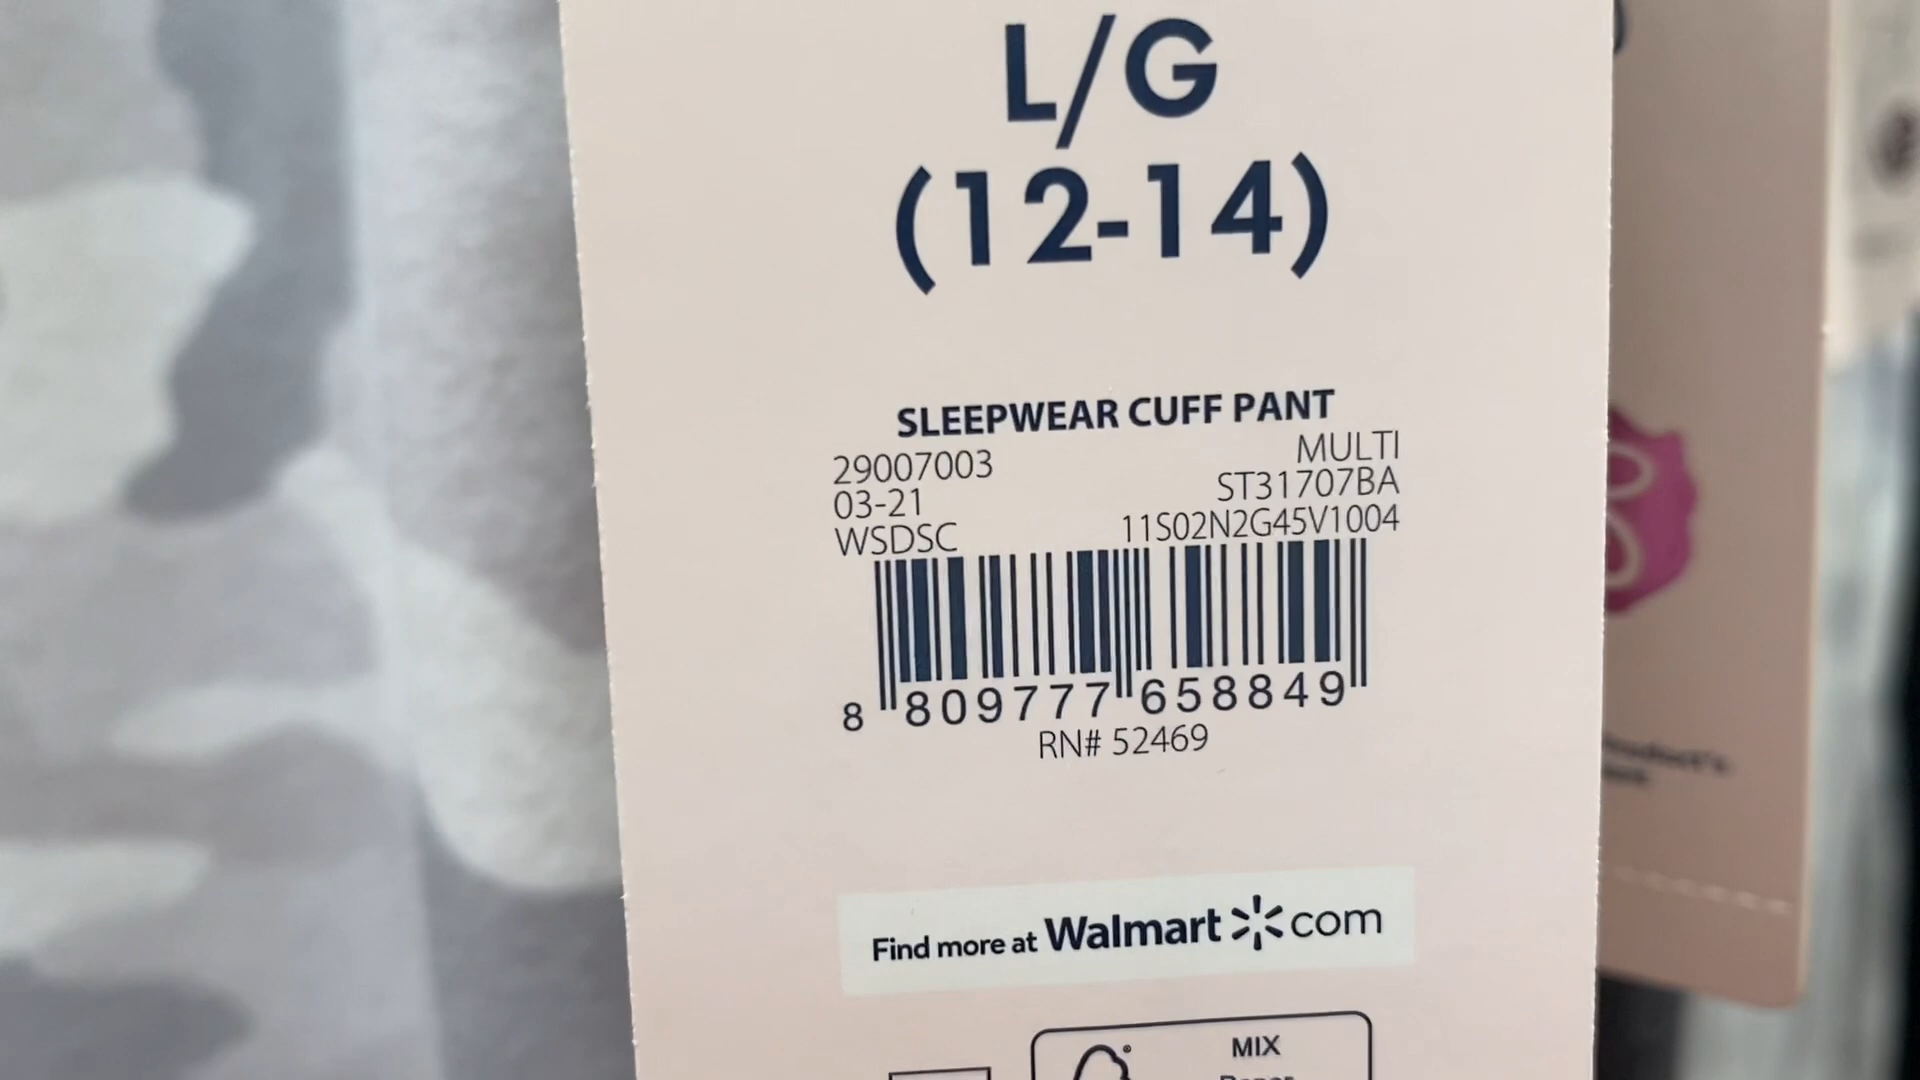 L/G
(12-14)
SLEEPWEAR CUFF PANT
29007003 MULTI
03-21 ST31707BA
WSDSC 11S02N2G45V1004
8 809777 658849
RN# 52469
Find more at Walmart com
MIX